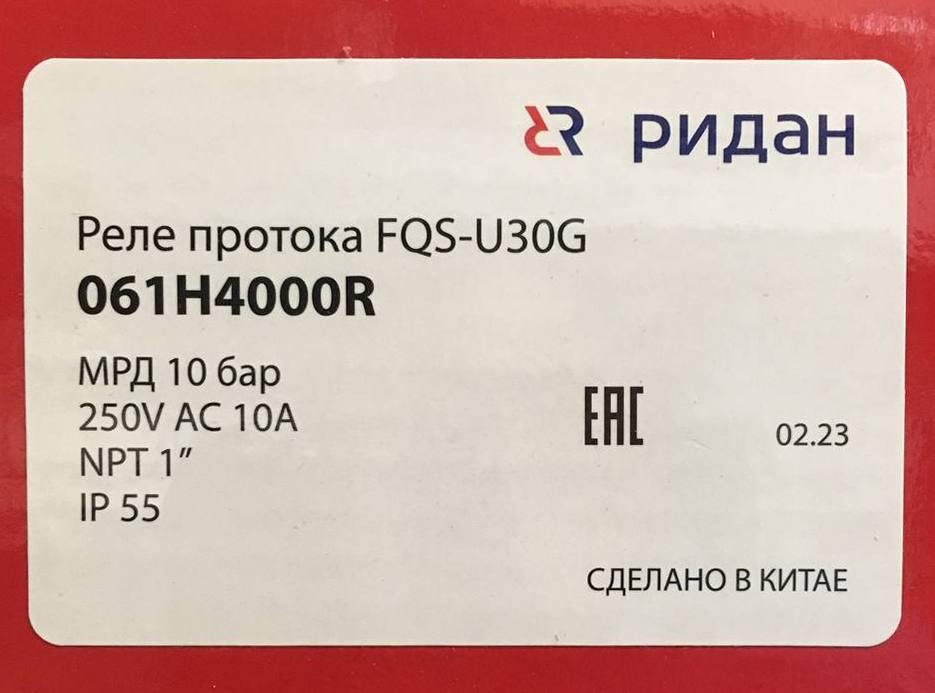 ридан
Реле протока FQS-U30G
061H4000R
МРД 10 бар
250V AC 10A
NPT 1”
IP 55
EAC
02.23
СДЕЛАНО В КИТАЕ